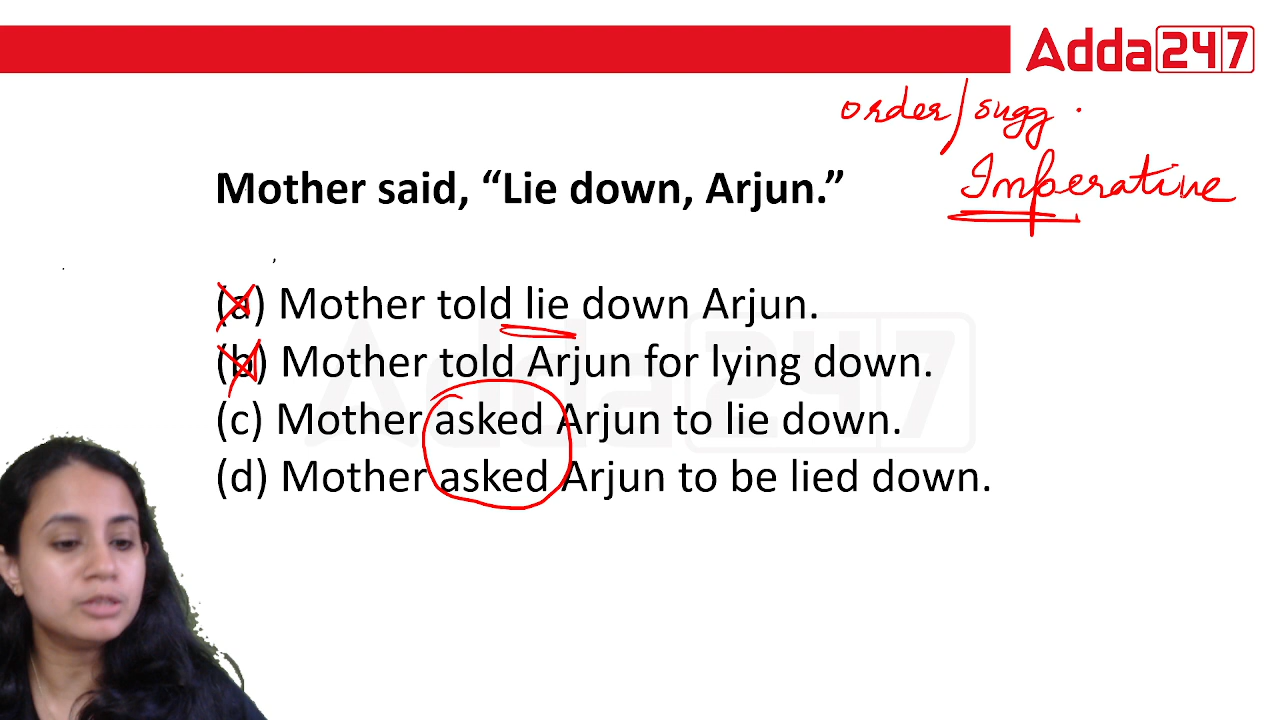 Adda247
order/sugg.
Imperative
Mother said, “Lie down, Arjun.”
(a) Mother told lie down Arjun.
(b) Mother told Arjun for lying down.
(c) Mother asked Arjun to lie down.
(d) Mother asked Arjun to be lied down.
Adda247